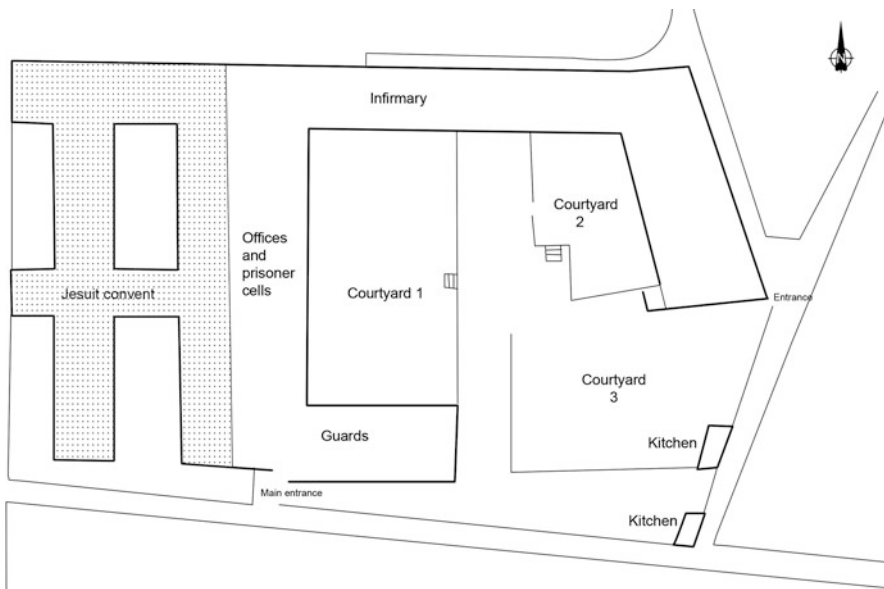 N
Infirmary
Courtyard
2
Offices
and
prisoner
cells
Jesuit convent
Courtyard 1
Entrance
Courtyard
3
Guards
Kitchen
Main entrance
Kitchen